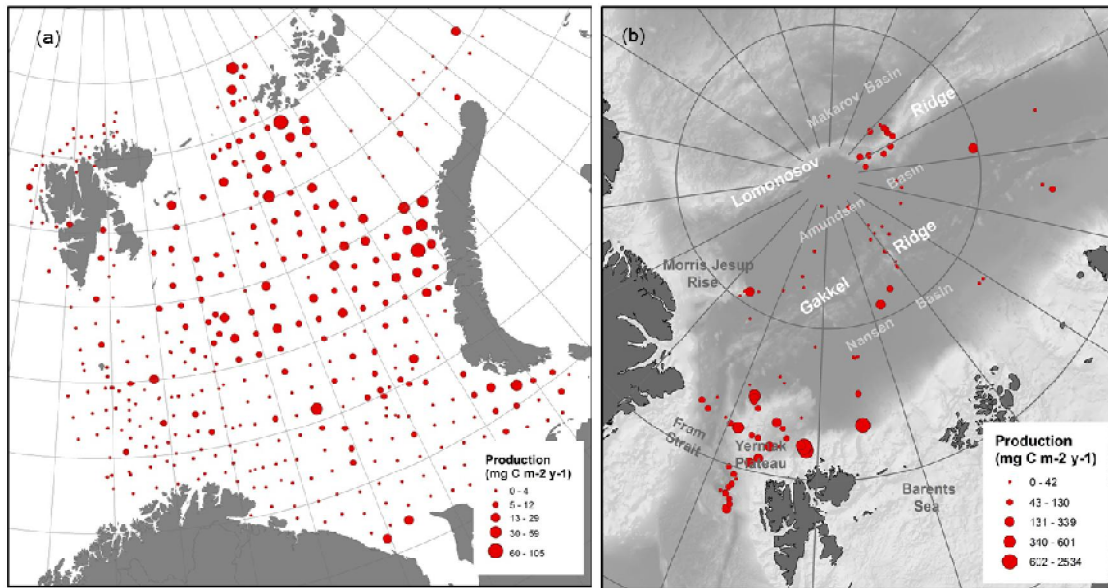 (a)
Production
(mg C m-2 y-1)
0 - 4
5 - 12
13 - 29
30 - 59
60 - 105
(b)
Makarov Basin
Ridge
Lomonosov
Basin
Amundsen
Ridge
Morris Jesup
Rise
Gakkel
Basin
Nansen
Fram
Strait
Yermak
Plateau
Barents
Sea
Production
(mg C m-2 y-1)
0 - 42
43 - 130
131 - 339
340 - 601
602 - 2534